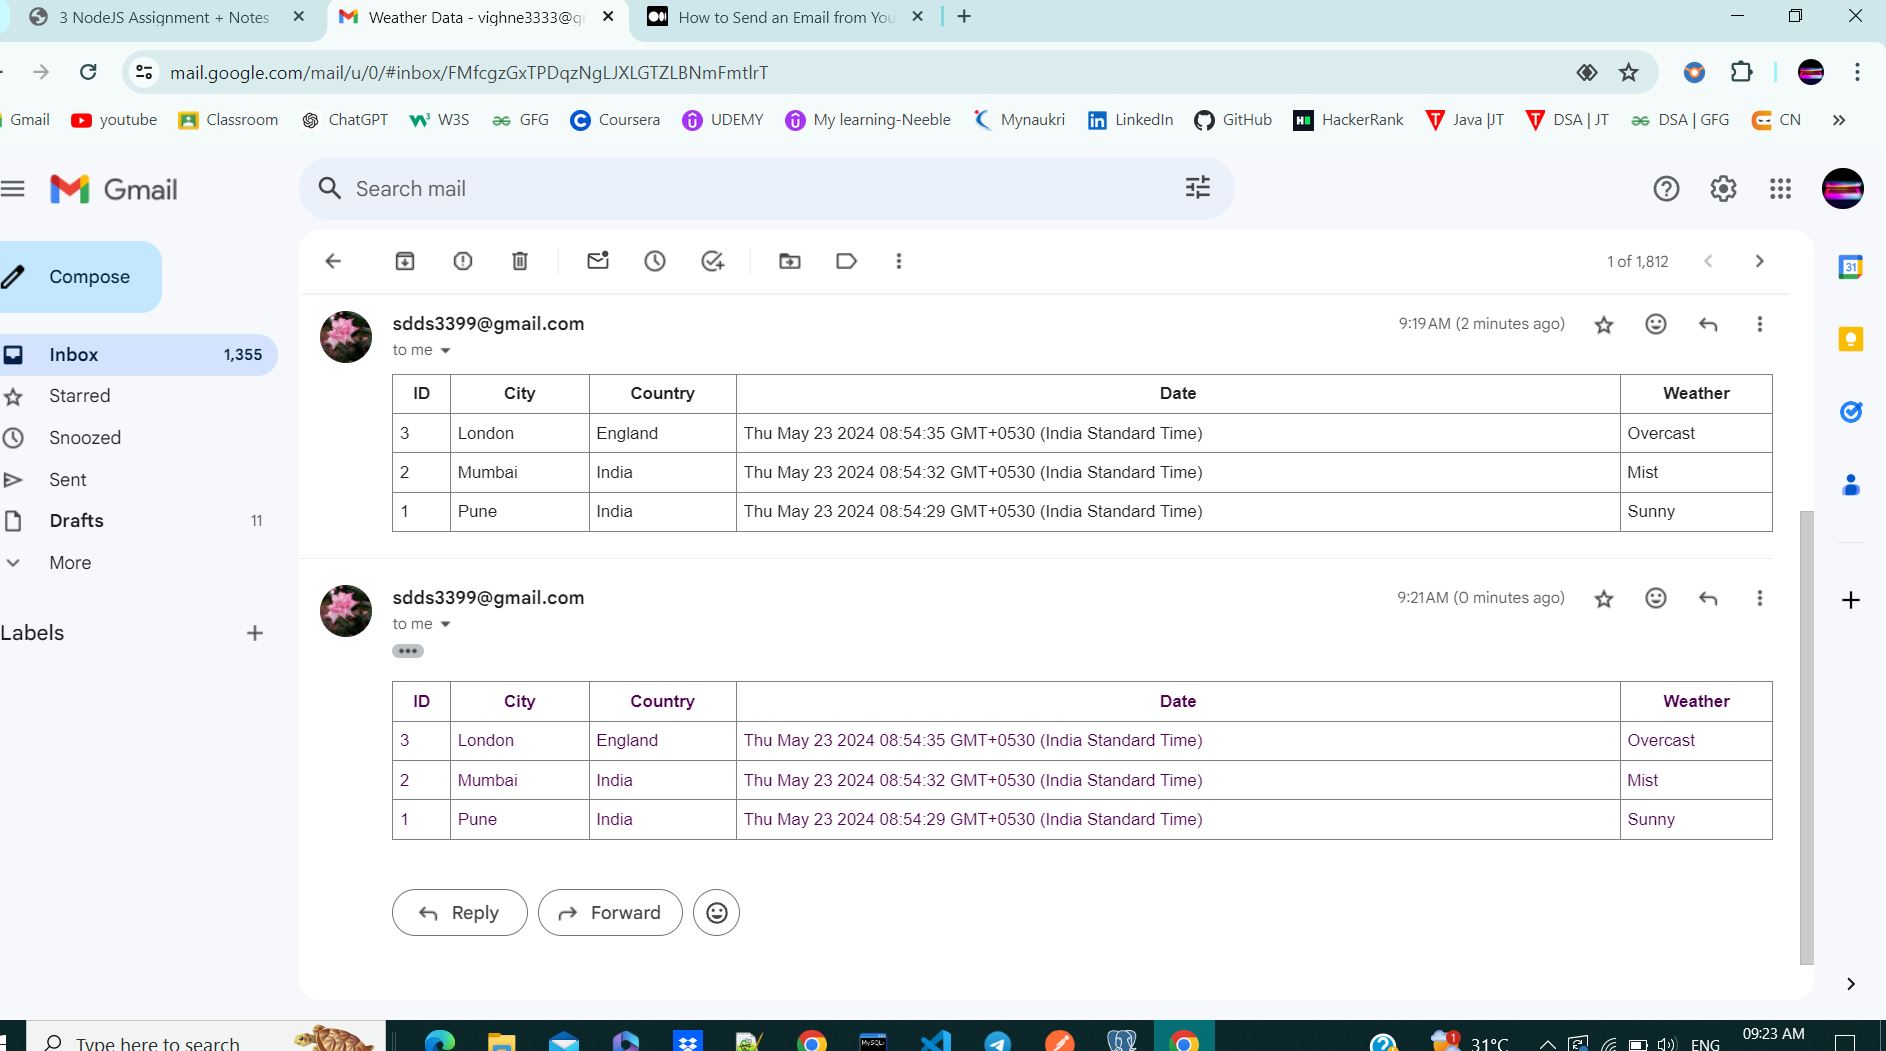 3 NodeJS Assignment + Notes
Weather Data - vighne3333@g
How to Send an Email from You
mail.google.com/mail/u/0/#inbox/FMfcgzGxTPDqzNgLJXLGTZLBNmFmtlrT
Gmail youtube Classroom ChatGPT W3S GFG Coursera UDEMY My learning-Neeble Mynaukri LinkedIn GitHub HackerRank Java |JT DSA | JT DSA | GFG CN
Gmail
Search mail
Compose
Inbox 1,355
Starred
Snoozed
Sent
Drafts 11
More
Labels
1 of 1,812
sdds3399@gmail.com 9:19 AM (2 minutes ago)
to me
ID City Country Date Weather
3 London England Thu May 23 2024 08:54:35 GMT+0530 (India Standard Time) Overcast
2 Mumbai India Thu May 23 2024 08:54:32 GMT+0530 (India Standard Time) Mist
1 Pune India Thu May 23 2024 08:54:29 GMT+0530 (India Standard Time) Sunny
sdds3399@gmail.com 9:21 AM (0 minutes ago)
to me
ID City Country Date Weather
3 London England Thu May 23 2024 08:54:35 GMT+0530 (India Standard Time) Overcast
2 Mumbai India Thu May 23 2024 08:54:32 GMT+0530 (India Standard Time) Mist
1 Pune India Thu May 23 2024 08:54:29 GMT+0530 (India Standard Time) Sunny
Reply Forward
31
Type here to search
MySQL
1
31°C
ENG
09:23 AM